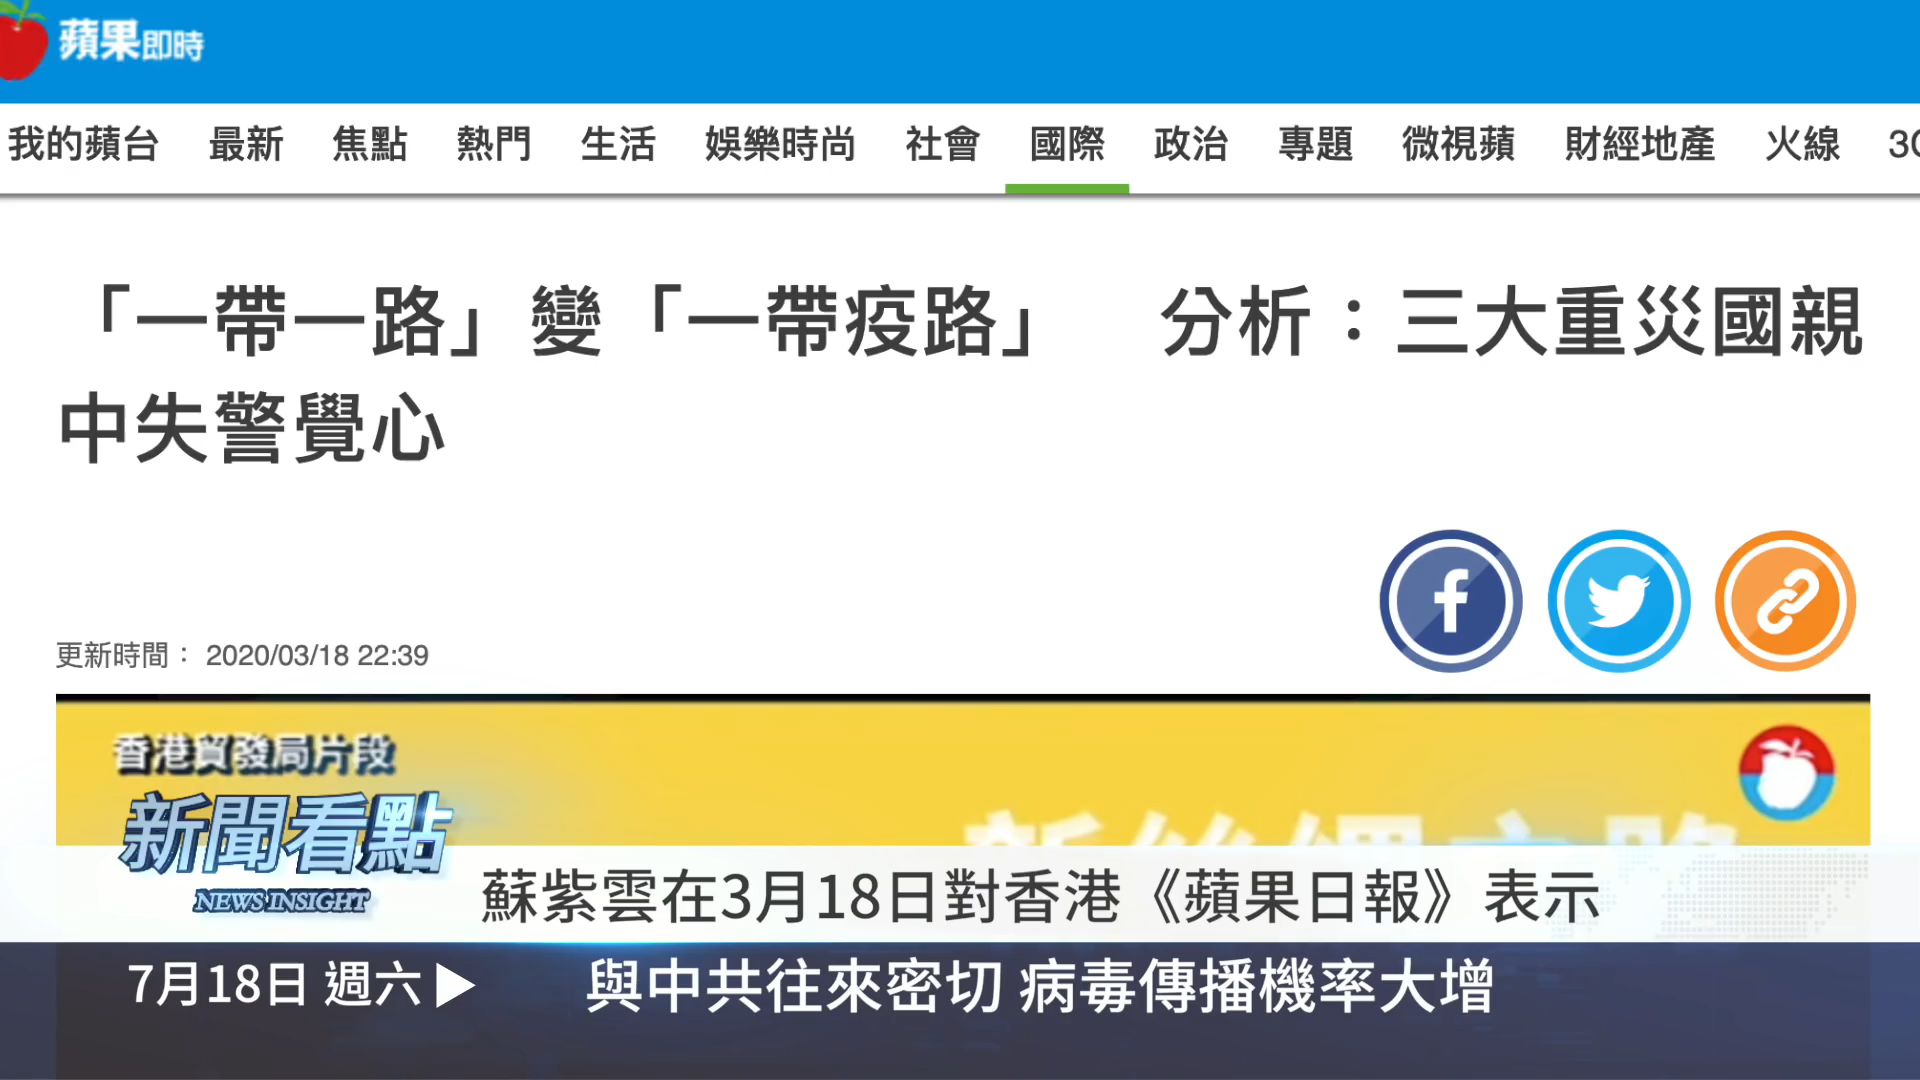 蘋果即時
我的蘋台 最新 焦點 熱門 生活 娛樂時尚 社會 國際 政治 專題 微視蘋 財經地產 火線 3C
「一帶一路」變「一帶疫路」 分析：三大重災國親
中失警覺心
更新時間： 2020/03/18 22:39
香港貿發局片段
新聞看點
NEWS INSIGHT
蘇紫雲在3月18日對香港《蘋果日報》表示
7月18日 週六 與中共往來密切 病毒傳播機率大增